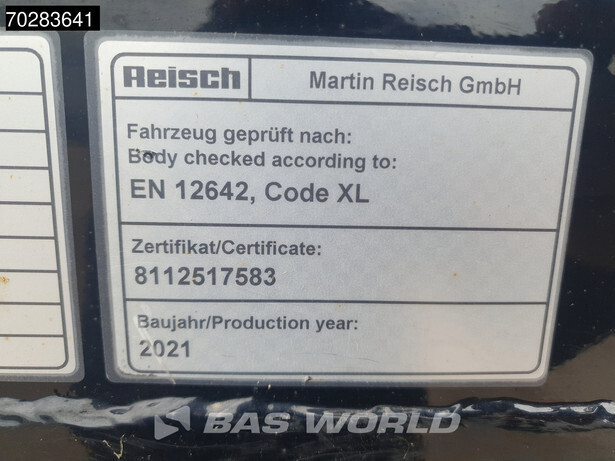 70283641
Reisch
Martin Reisch GmbH
Fahrzeug geprüft nach:
Body checked according to:
EN 12642, Code XL
Zertifikat/Certificate:
8112517583
Baujahr/Production year:
2021
BAS WORLD